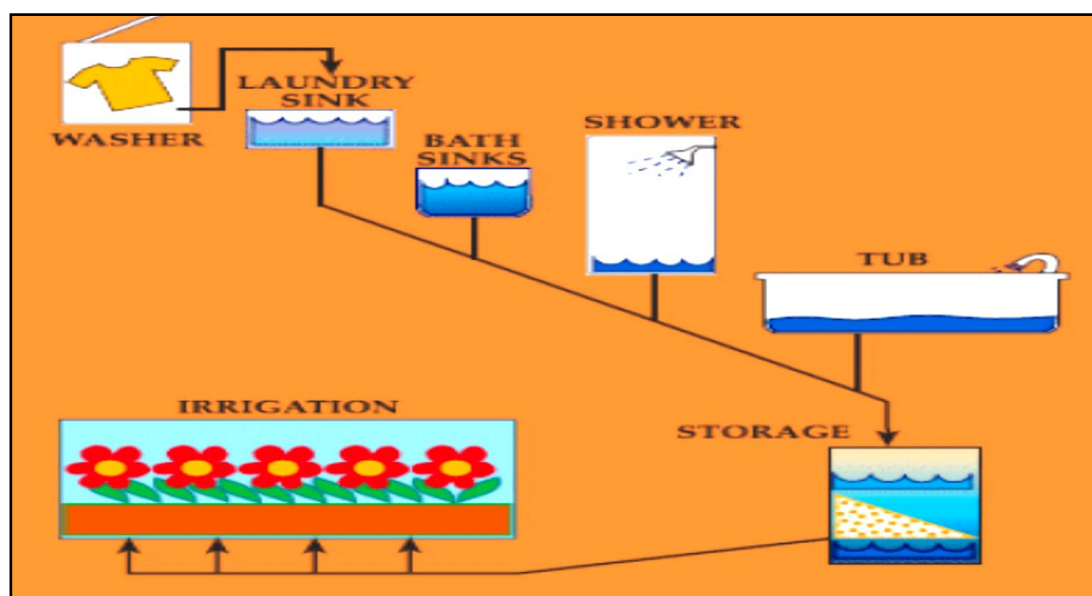 WASHER
LAUNDRY
SINK
BATH
SINKS
SHOWER
TUB
IRRIGATION
STORAGE